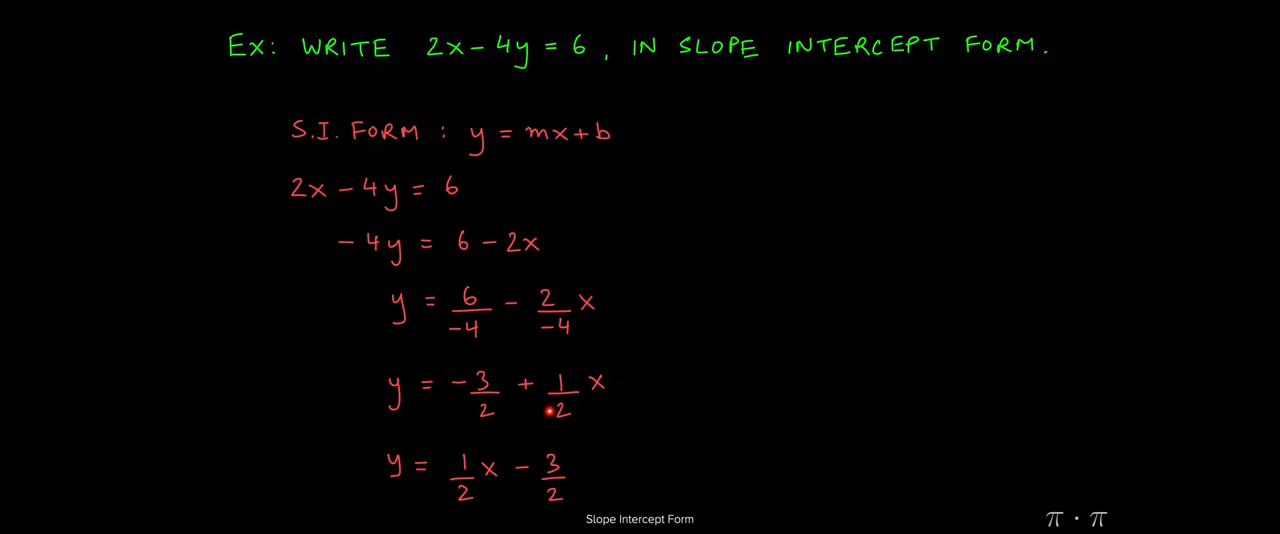 Ex: WRITE 2x - 4y = 6, IN SLOPE INTERCEPT FORM.
S.I. FORM : y = mx + b
2x - 4y = 6
- 4y = 6 - 2x
y = 6/-4 - 2/-4 x
y = - 3/2 + 1/2 x
y = 1/2 x - 3/2
Slope Intercept Form
π · π